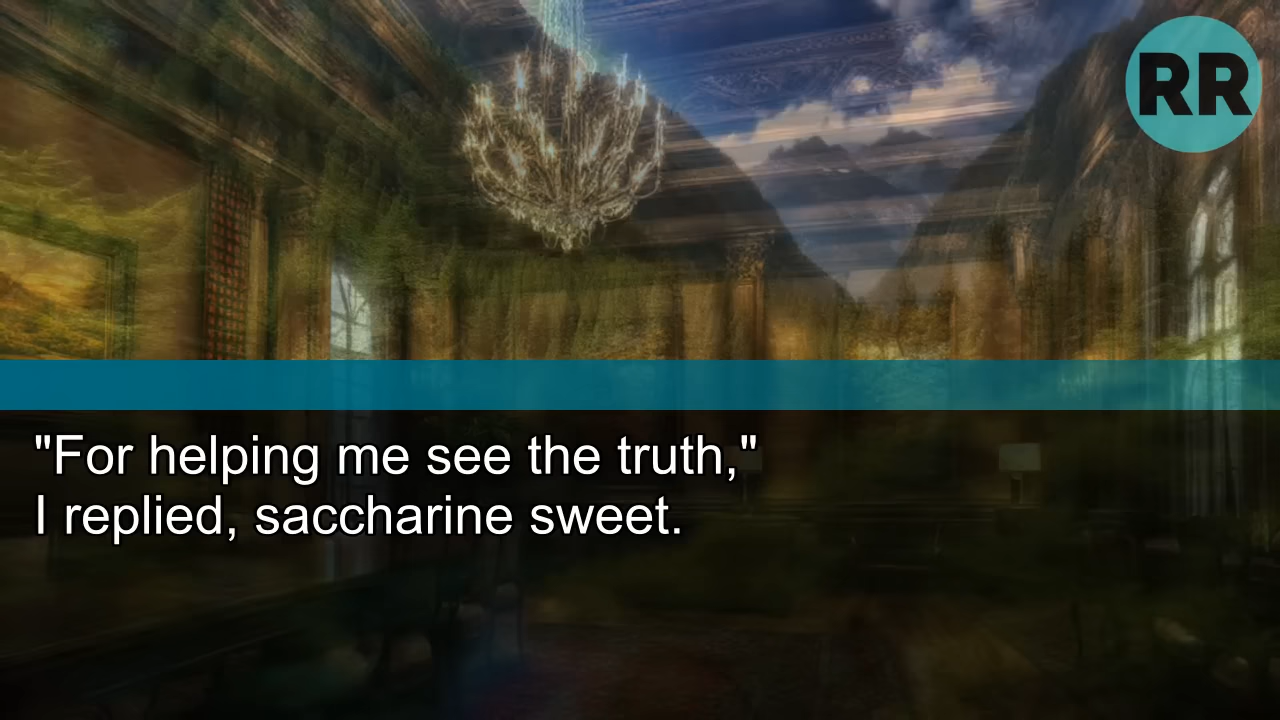 RR
"For helping me see the truth,"
I replied, saccharine sweet.